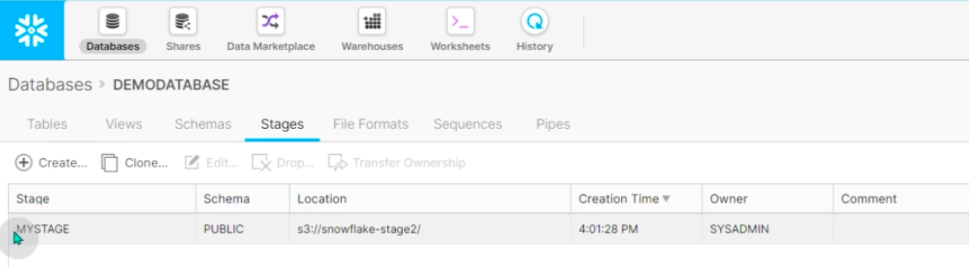 Databases Shares Data Marketplace Warehouses Worksheets History
Databases > DEMODATABASE
Tables Views Schemas Stages File Formats Sequences Pipes
Create... Clone... Edit... Drop... Transfer Ownership
Stage Schema Location Creation Time Owner Comment
MYSTAGE PUBLIC s3://snowflake-stage2/ 4:01:28 PM SYSADMIN